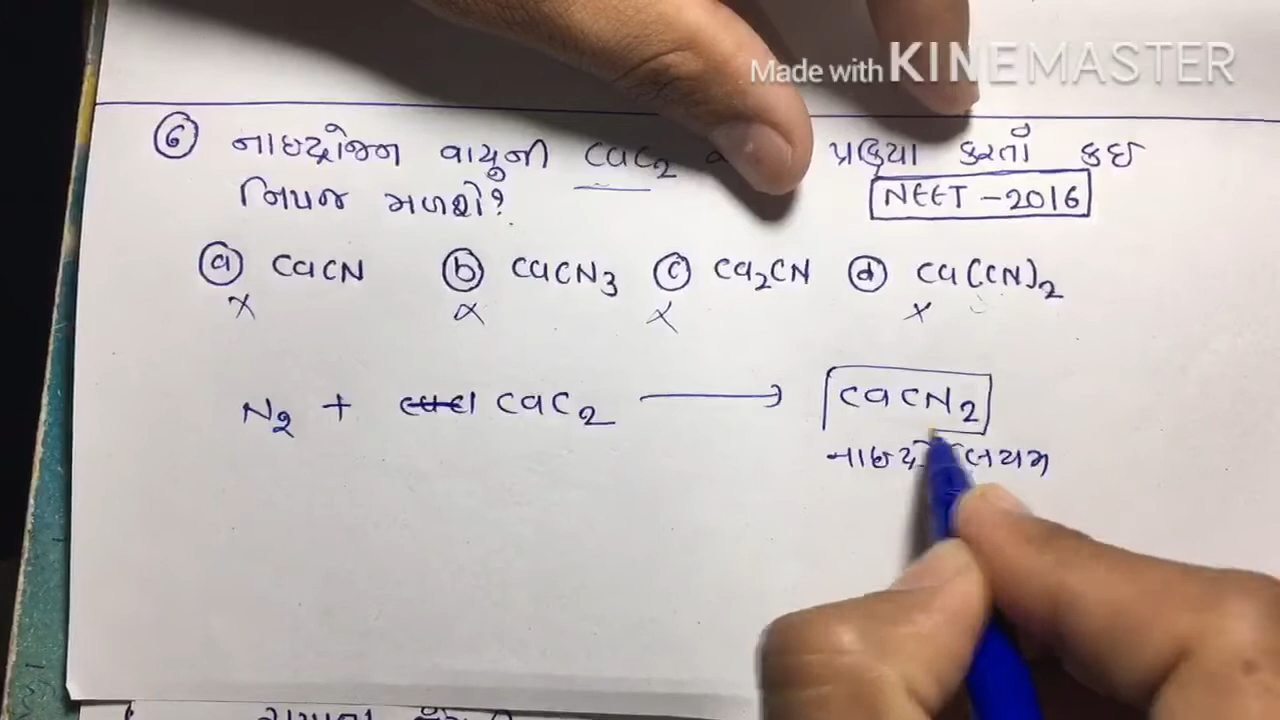 Made with KINEMASTER
6 નાઇટ્રોજન વાયુની CaC2 પ્રક્રિયા કરતાં કઇ
નિપજ મળશે?
NEET - 2016
a CaCN b CaCN3 c Ca2CN d Ca(CN)2
x x x x
N2 + CaC2 → CaCN2